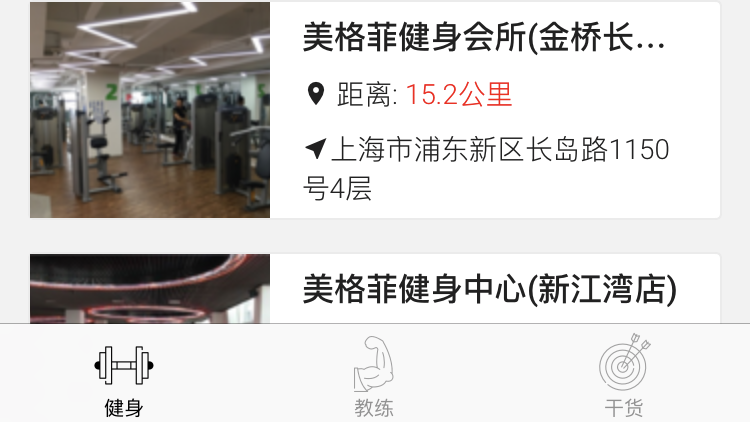 美格菲健身会所(金桥长...
距离: 15.2公里
上海市浦东新区长岛路1150
号4层
2
美格菲健身中心(新江湾店)
健身
教练
干货